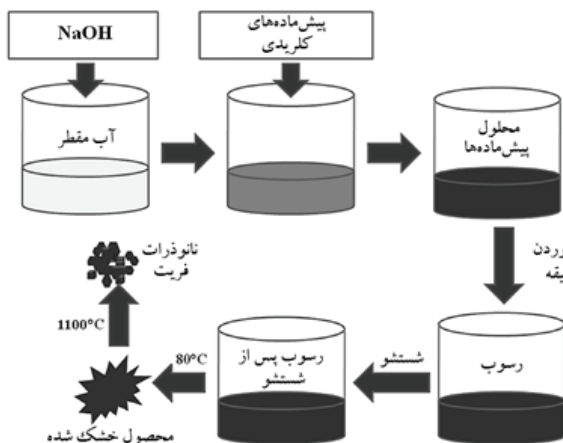 NaOH
پیش‌ماده‌های
کلریدی
آب مقطر
محلول
پیش‌ماده‌ها
رسوب
شستشو
رسوب پس از
شستشو
80°C
محصول خشک شده
1100°C
نانوذرات
فریت